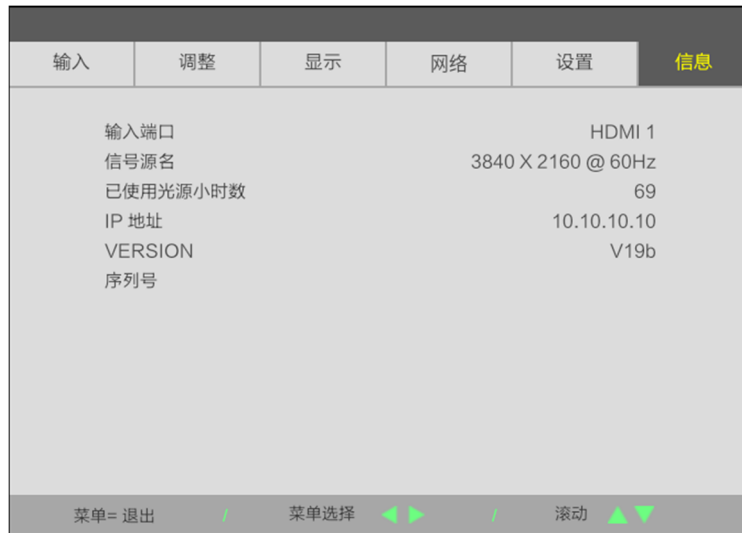 输入 调整 显示 网络 设置 信息
输入端口 HDMI 1
信号源名 3840 X 2160 @ 60Hz
已使用光源小时数 69
IP 地址 10.10.10.10
VERSION V19b
序列号
菜单= 退出 / 菜单选择 ◀ ▶ / 滚动 ▲ ▼